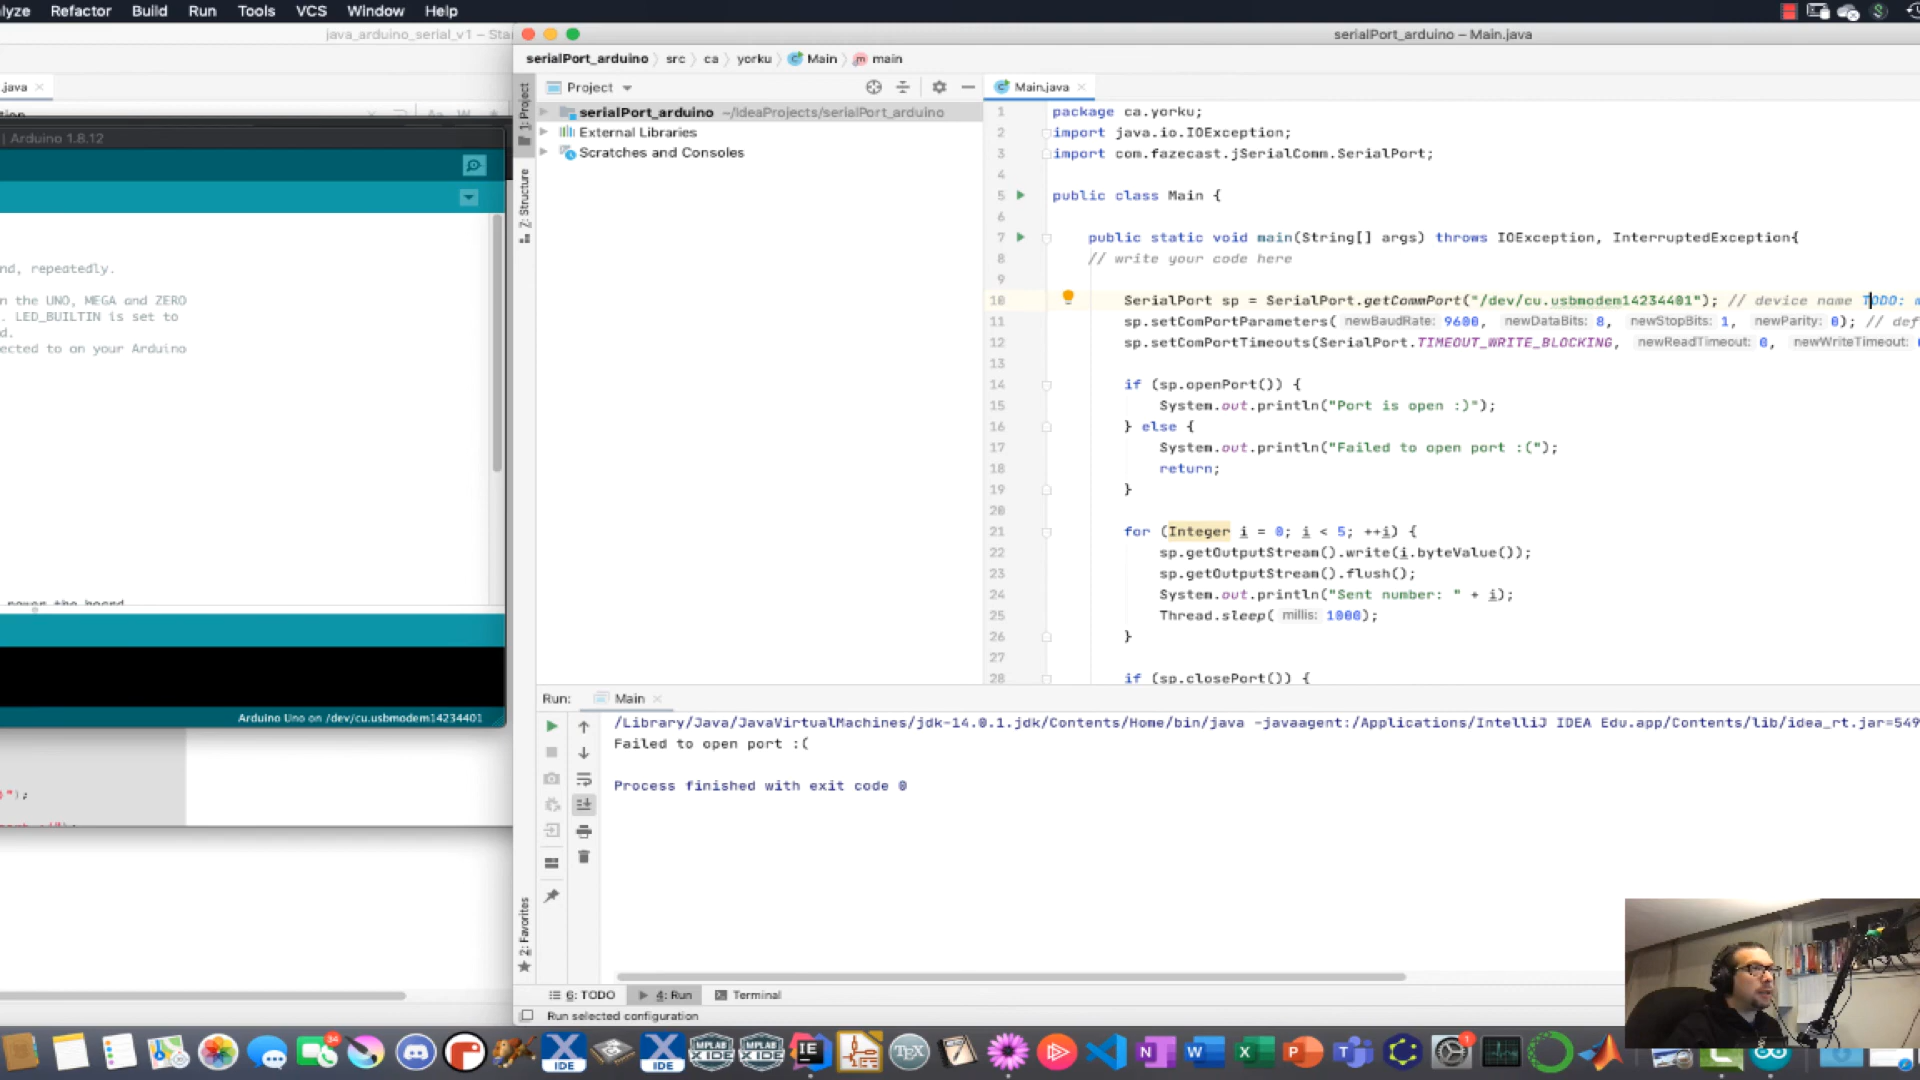 lyze Refactor Build Run Tools VCS Window Help
java_arduino_serial_v1 – Sta
serialPort_arduino – Main.java
serialPort_arduino src ca yorku Main main
.java
Project
Main.java
1: Project
serialPort_arduino ~/IdeaProjects/serialPort_arduino
External Libraries
Scratches and Consoles
Z: Structure
| Arduino 1.8.12
nd, repeatedly.
n the UNO, MEGA and ZERO
. LED_BUILTIN is set to
d.
ected to on your Arduino
Arduino Uno on /dev/cu.usbmodem14234401
");
1 package ca.yorku;
2 import java.io.IOException;
3 import com.fazecast.jSerialComm.SerialPort;
4
5 public class Main {
6
7 public static void main(String[] args) throws IOException, InterruptedException{
8 // write your code here
9
10 SerialPort sp = SerialPort.getCommPort("/dev/cu.usbmodem14234401"); // device name TODO: m
11 sp.setComPortParameters( newBaudRate: 9600, newDataBits: 8, newStopBits: 1, newParity: 0); // def
12 sp.setComPortTimeouts(SerialPort.TIMEOUT_WRITE_BLOCKING, newReadTimeout: 0, newWriteTimeout: 0
13
14 if (sp.openPort()) {
15 System.out.println("Port is open :)");
16 } else {
17 System.out.println("Failed to open port :(");
18 return;
19 }
20
21 for (Integer i = 0; i < 5; ++i) {
22 sp.getOutputStream().write(i.byteValue());
23 sp.getOutputStream().flush();
24 System.out.println("Sent number: " + i);
25 Thread.sleep( millis: 1000);
26 }
27
28 if (sp.closePort()) {
Run: Main
/Library/Java/JavaVirtualMachines/jdk-14.0.1.jdk/Contents/Home/bin/java -javaagent:/Applications/IntelliJ IDEA Edu.app/Contents/lib/idea_rt.jar=549
Failed to open port :(
Process finished with exit code 0
2: Favorites
6: TODO 4: Run Terminal
Run selected configuration